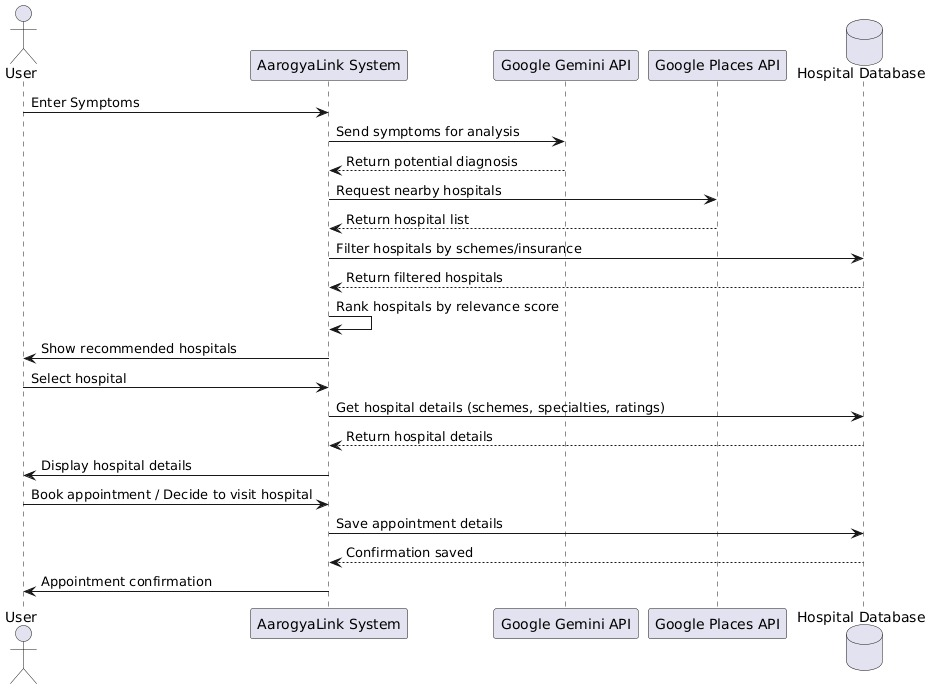 User
AarogyaLink System
Google Gemini API
Google Places API
Hospital Database
Enter Symptoms
Send symptoms for analysis
Return potential diagnosis
Request nearby hospitals
Return hospital list
Filter hospitals by schemes/insurance
Return filtered hospitals
Rank hospitals by relevance score
Show recommended hospitals
Select hospital
Get hospital details (schemes, specialties, ratings)
Return hospital details
Display hospital details
Book appointment / Decide to visit hospital
Save appointment details
Confirmation saved
Appointment confirmation
User
AarogyaLink System
Google Gemini API
Google Places API
Hospital Database